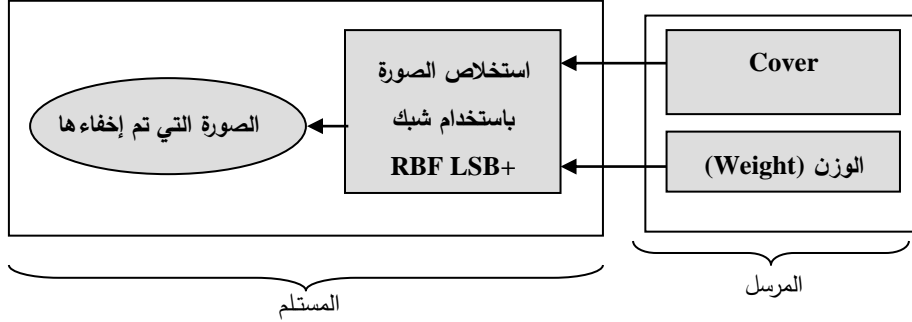 Cover
الوزن (Weight)
استخلاص الصورة
باستخدام شبك
RBF LSB+
الصورة التي تم إخفاءها
المرسل
المستلم